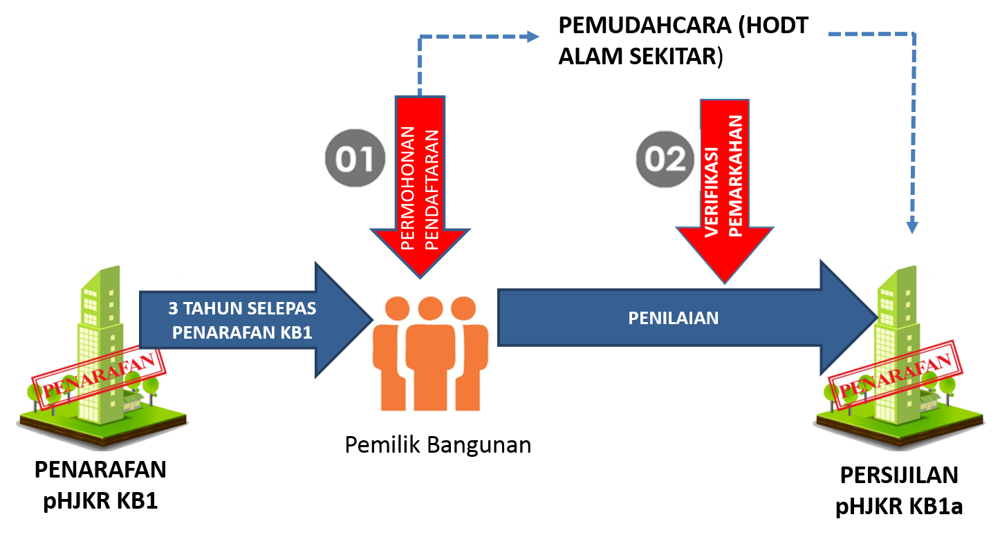 PEMUDAHCARA (HODT
ALAM SEKITAR)
01
PERMOHONAN
PENDAFTARAN
02
VERIFIKASI
PEMARKAHAN
3 TAHUN SELEPAS
PENARAFAN KB1
PENILAIAN
PENARAFAN
PENARAFAN
Pemilik Bangunan
PENARAFAN
pHJKR KB1
PERSIJILAN
pHJKR KB1a